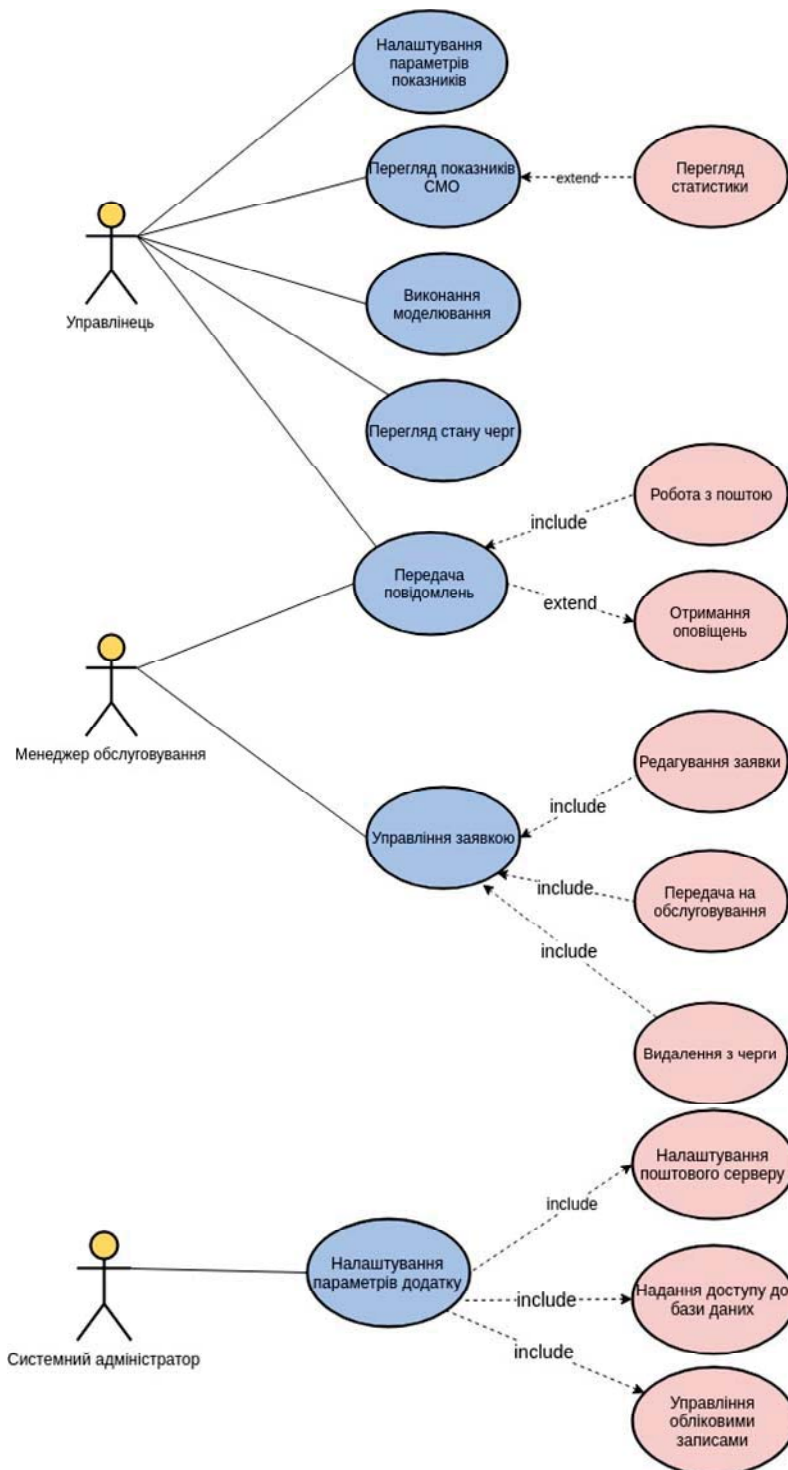 Налаштування
параметрів
показників
Перегляд показників
СМО
extend
Перегляд
статистики
Управлінець
Виконання
моделювання
Перегляд стану черг
Робота з поштою
include
Передача
повідомлень
extend
Отримання
оповіщень
Менеджер обслуговування
Редагування заявки
include
Управління заявкою
include
Передача на
обслуговування
include
Видалення з черги
Налаштування
поштового серверу
include
Налаштування
параметрів додатку
include
Надання доступу до
бази даних
include
Системний адміністратор
Управління
обліковими
записами